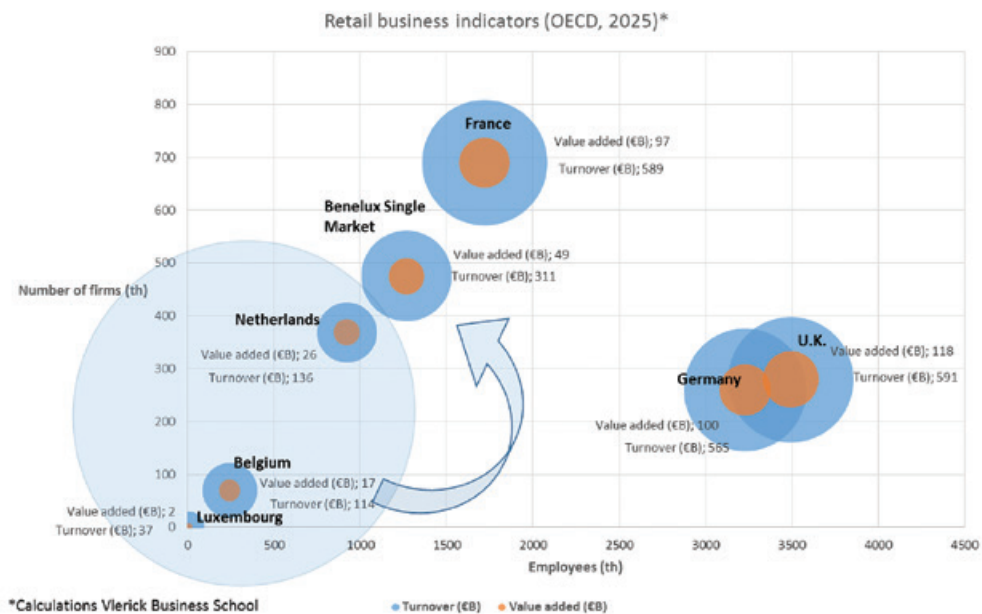 Retail business indicators (OECD, 2025)*
900
800
700
600
500
400
300
200
100
0
Number of firms (th)
France
Value added (€B); 97
Turnover (€B); 589
Benelux Single
Market
Value added (€B); 49
Turnover (€B); 311
Netherlands
Value added (€B); 26
Turnover (€B); 136
U.K.
Value added (€B); 118
Turnover (€B); 591
Germany
Value added (€B); 100
Turnover (€B); 565
Belgium
Value added (€B); 17
Turnover (€B); 114
Value added (€B); 2
Luxembourg
Turnover (€B); 37
0 500 1000 1500 2000 2500 3000 3500 4000 4500
Employees (th)
*Calculations Vlerick Business School
Turnover (€B) Value added (€B)